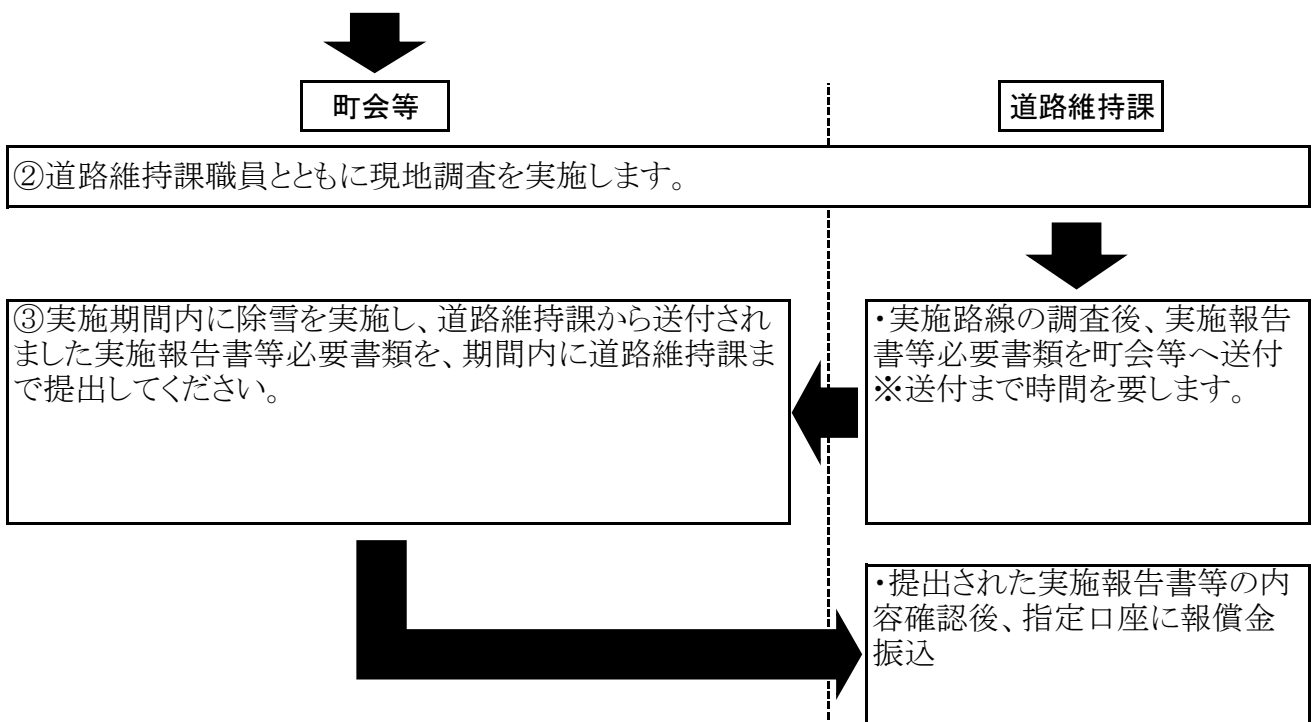 町会等
道路維持課
②道路維持課職員とともに現地調査を実施します。
③実施期間内に除雪を実施し、道路維持課から送付され
ました実施報告書等必要書類を、期間内に道路維持課ま
で提出してください。
・実施路線の調査後、実施報告
書等必要書類を町会等へ送付
※送付まで時間を要します。
・提出された実施報告書等の内
容確認後、指定口座に報償金
振込